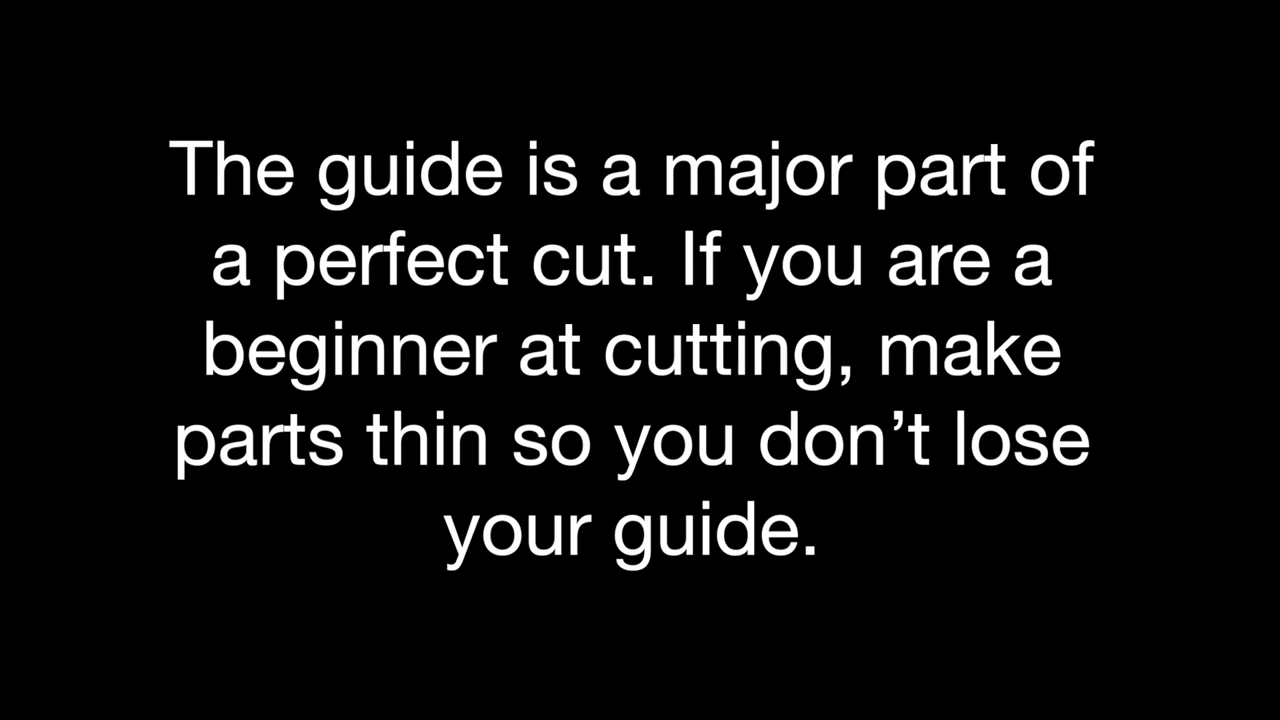 The guide is a major part of
a perfect cut. If you are a
beginner at cutting, make
parts thin so you don’t lose
your guide.